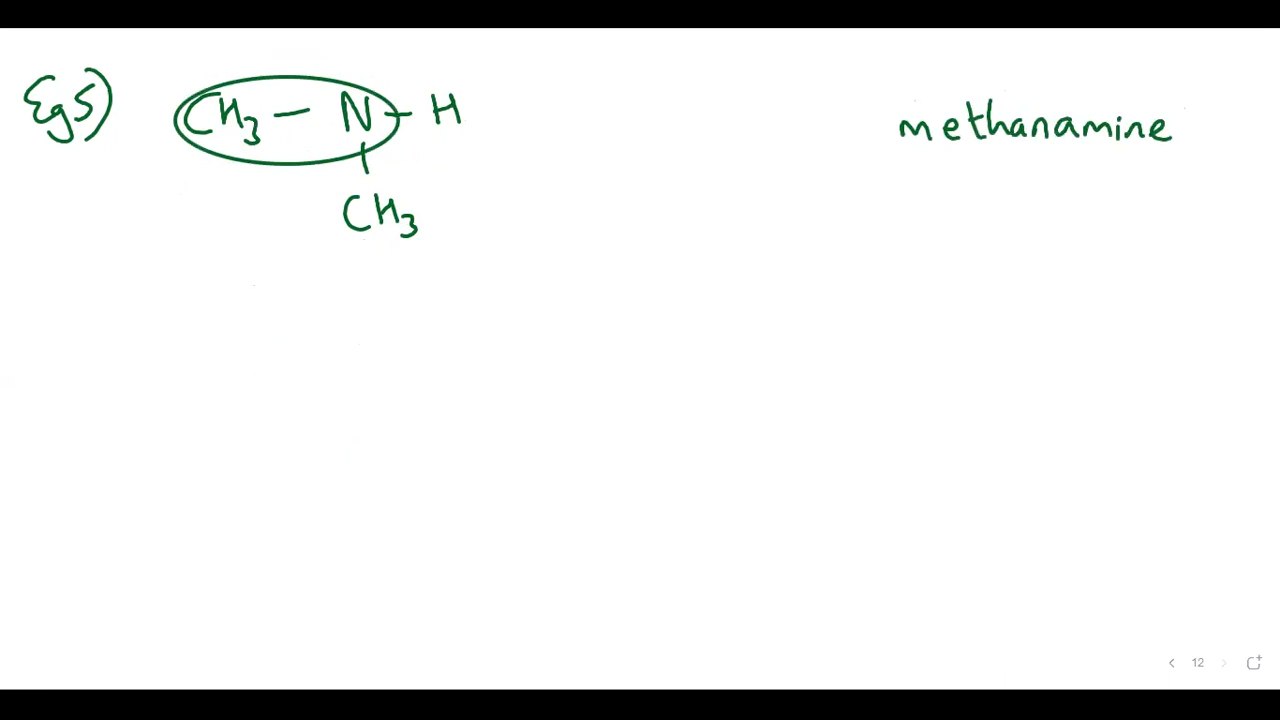 Eg5) CH3 – N – H methanamine
CH3
12